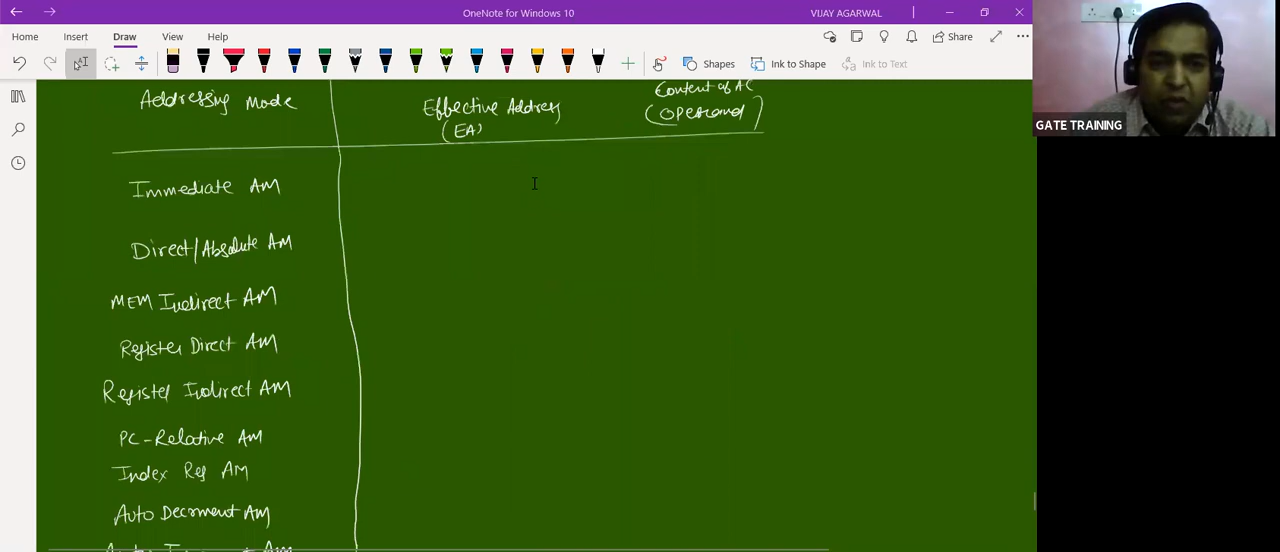 OneNote for Windows 10
VIJAY AGARWAL
Home Insert Draw View Help
Share
Shapes Ink to Shape Ink to Text
GATE TRAINING
Addressing Mode Effective Address Content of AC
(EA) (Operand)
Immediate AM
Direct/Absolute AM
MEM Indirect AM
Register Direct AM
Register Indirect AM
PC-Relative AM
Index Reg AM
Auto Decrment AM